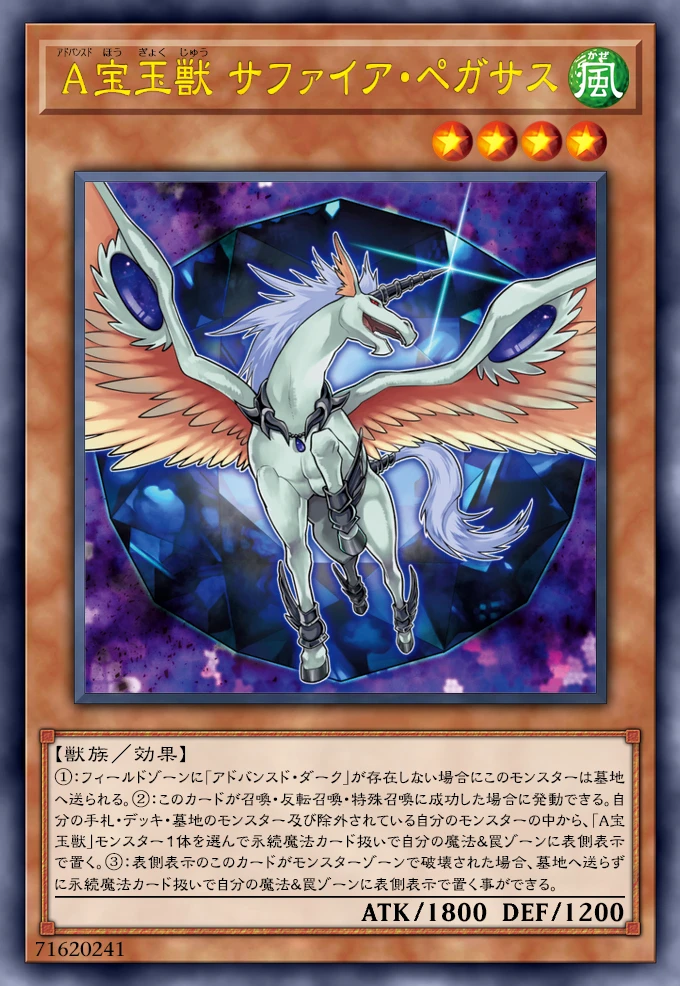 アドバンスド ほう ぎょく じゅう
A宝玉獣 サファイア・ペガサス
かぜ
風
【獣族／効果】
①：フィールドゾーンに「アドバンスド・ダーク」が存在しない場合にこのモンスターは墓地
へ送られる。②：このカードが召喚・反転召喚・特殊召喚に成功した場合に発動できる。自
分の手札・デッキ・墓地のモンスター及び除外されている自分のモンスターの中から、「A宝
玉獣」モンスター１体を選んで永続魔法カード扱いで自分の魔法&罠ゾーンに表側表示
で置く。③：表側表示のこのカードがモンスターゾーンで破壊された場合、墓地へ送らず
に永続魔法カード扱いで自分の魔法&罠ゾーンに表側表示で置く事ができる。
ATK/1800 DEF/1200
71620241